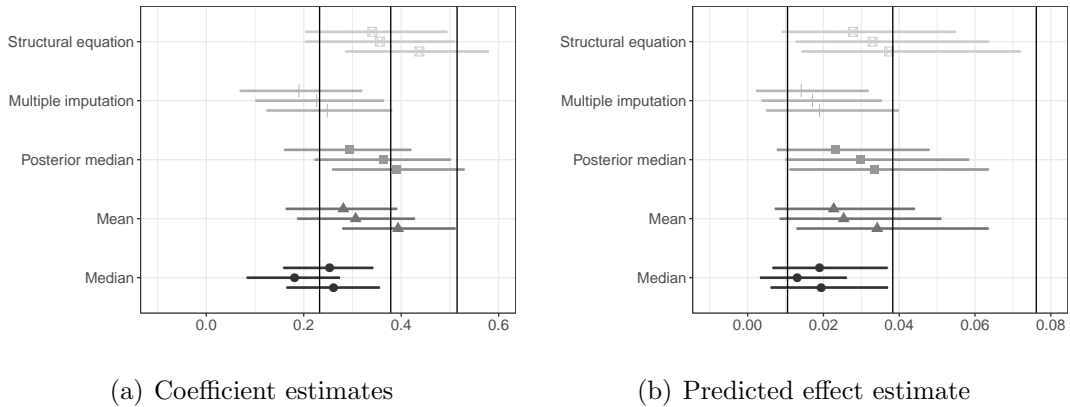 Structural equation
Multiple imputation
Posterior median
Mean
Median
0.0 0.2 0.4 0.6
(a) Coefficient estimates
Structural equation
Multiple imputation
Posterior median
Mean
Median
0.00 0.02 0.04 0.06 0.08
(b) Predicted effect estimate